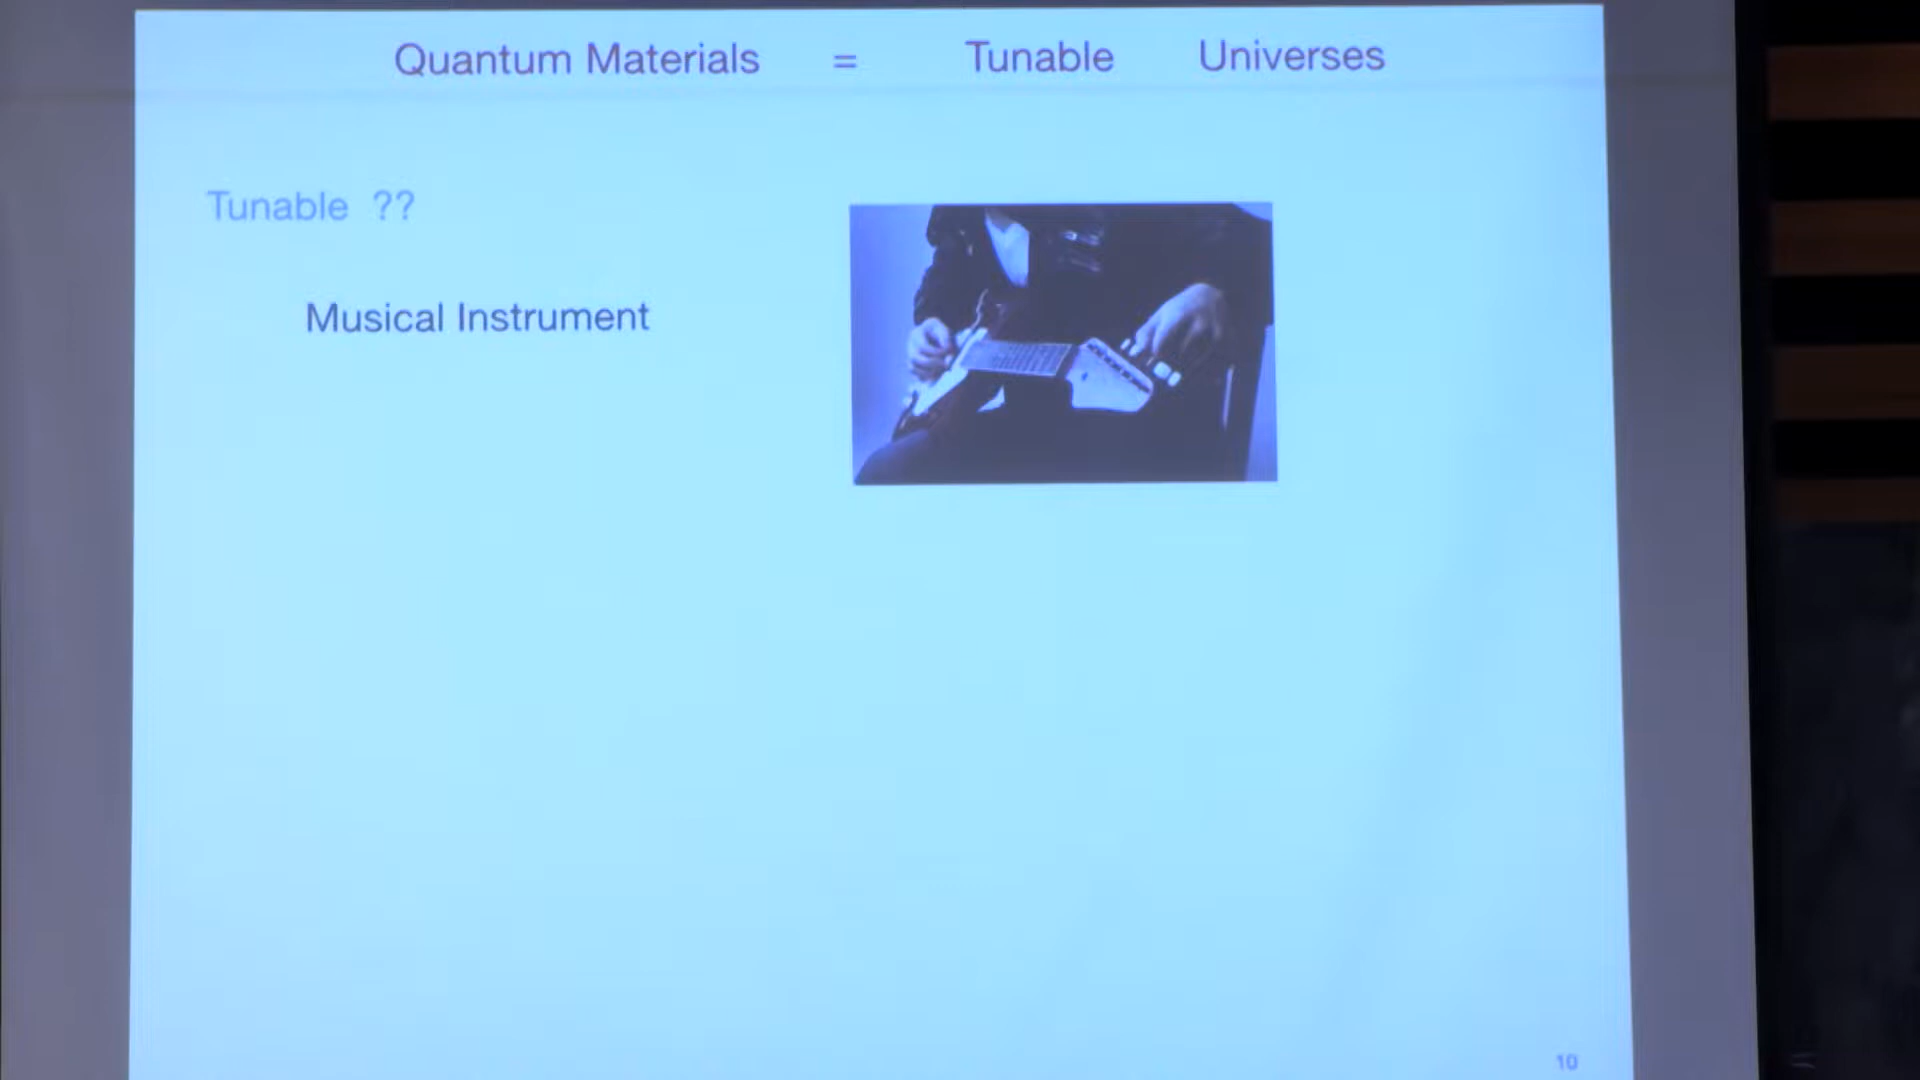 Quantum Materials = Tunable Universes
Tunable ??
Musical Instrument
10